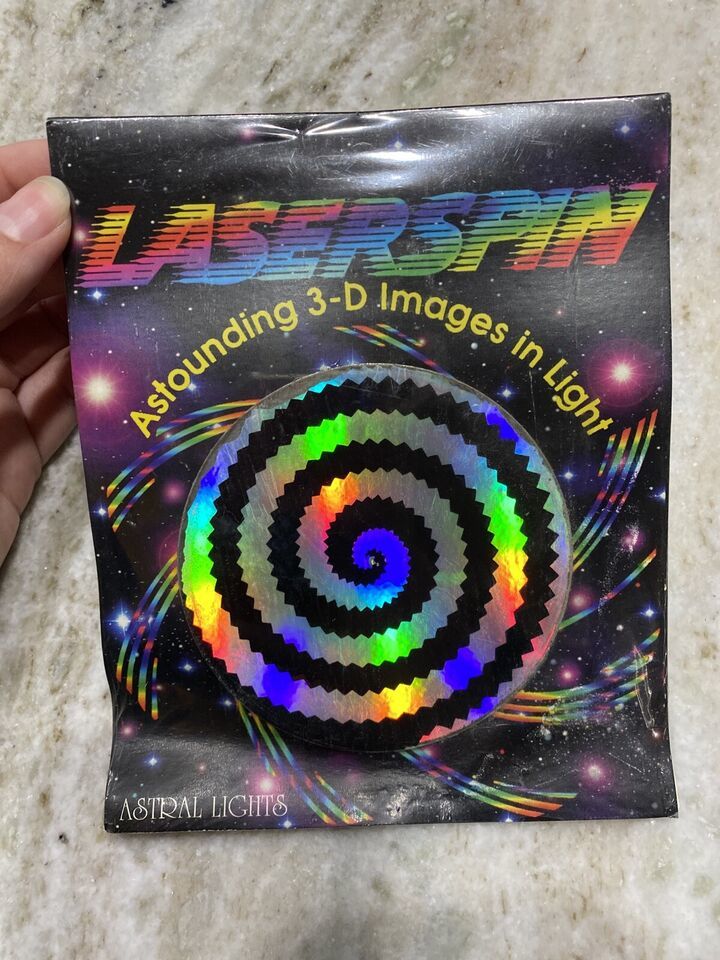 LASERSPIN
Astounding 3-D Images in Light
ASTRAL LIGHTS